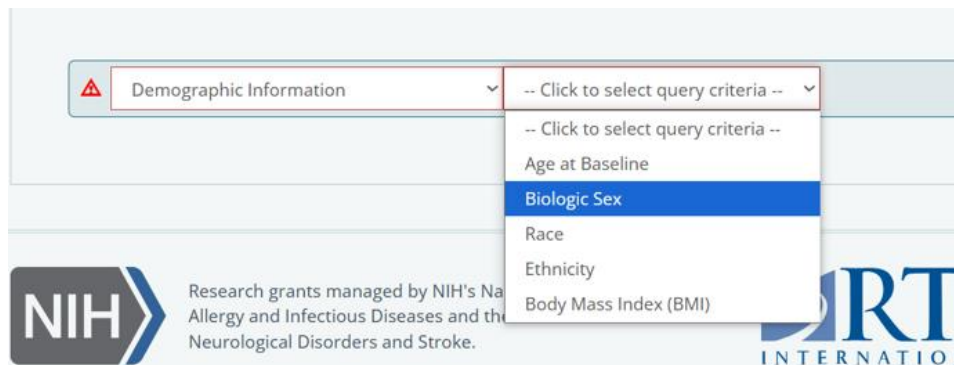 Demographic Information
-- Click to select query criteria --
-- Click to select query criteria --
Age at Baseline
Biologic Sex
Race
Ethnicity
Body Mass Index (BMI)
NIH
Research grants managed by NIH's Na
Allergy and Infectious Diseases and the
Neurological Disorders and Stroke.
RT
INTERNATIO